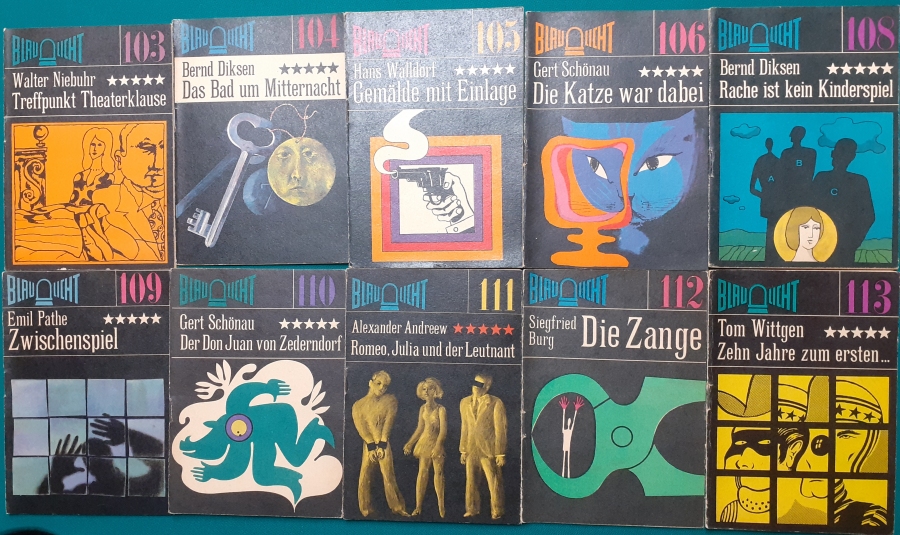 BLAULICHT
103
Walter Niebuhr
★★★★★
Treffpunkt Theaterklause
BLAULICHT
104
Bernd Diksen
★★★★★
Das Bad um Mitternacht
BLAULICHT
105
Hans Walldorf
★★★★★
Gemälde mit Einlage
BLAULICHT
106
Gert Schönau
★★★★★
Die Katze war dabei
BLAULICHT
108
Bernd Diksen
★★★★★
Rache ist kein Kinderspiel
A
B
C
BLAULICHT
109
Emil Pathe
★★★★★
Zwischenspiel
BLAULICHT
110
Gert Schönau
★★★★★
Der Don Juan von Zederndorf
BLAULICHT
111
Alexander Andreew
★★★★★
Romeo, Julia und der Leutnant
BLAULICHT
112
Siegfried
Burg
Die Zange
BLAULICHT
113
Tom Wittgen
★★★★★
Zehn Jahre zum ersten...